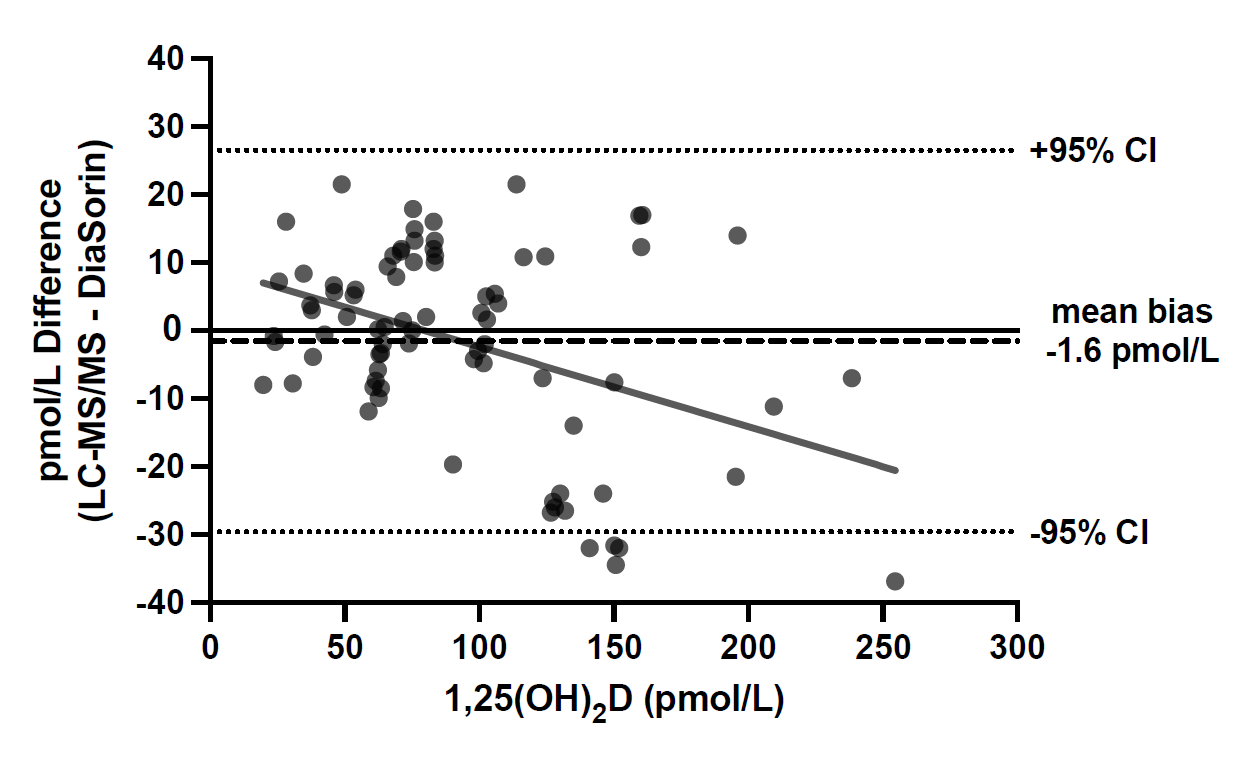 40
30
20
10
0
-10
-20
-30
-40
pmol/L Difference
(LC-MS/MS - DiaSorin)
+95% CI
mean bias
-1.6 pmol/L
-95% CI
0 50 100 150 200 250 300
1,25(OH)₂D (pmol/L)